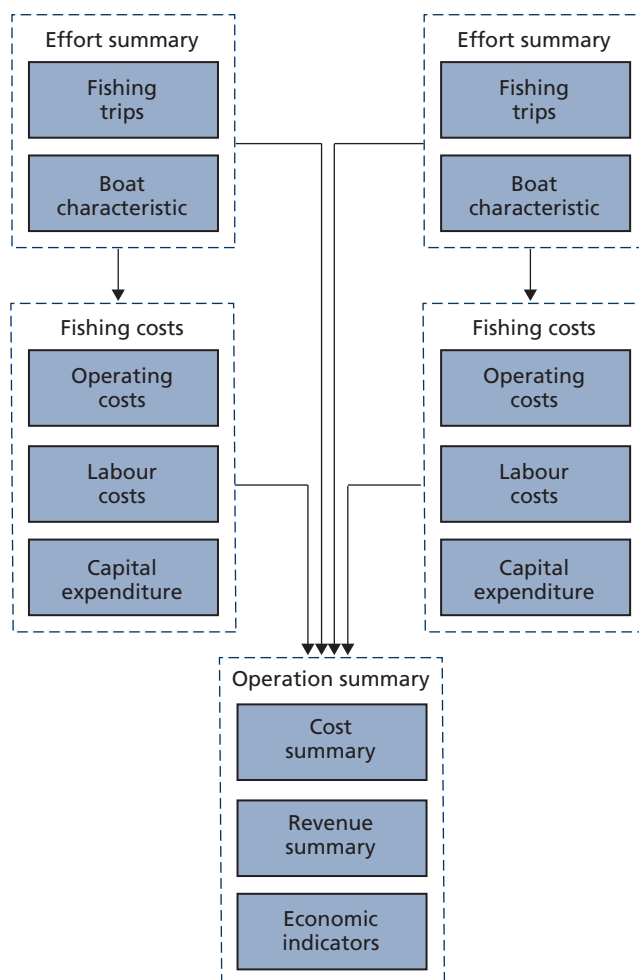 Effort summary
Fishing
trips
Boat
characteristic
Fishing costs
Operating
costs
Labour
costs
Capital
expenditure
Effort summary
Fishing
trips
Boat
characteristic
Fishing costs
Operating
costs
Labour
costs
Capital
expenditure
Operation summary
Cost
summary
Revenue
summary
Economic
indicators